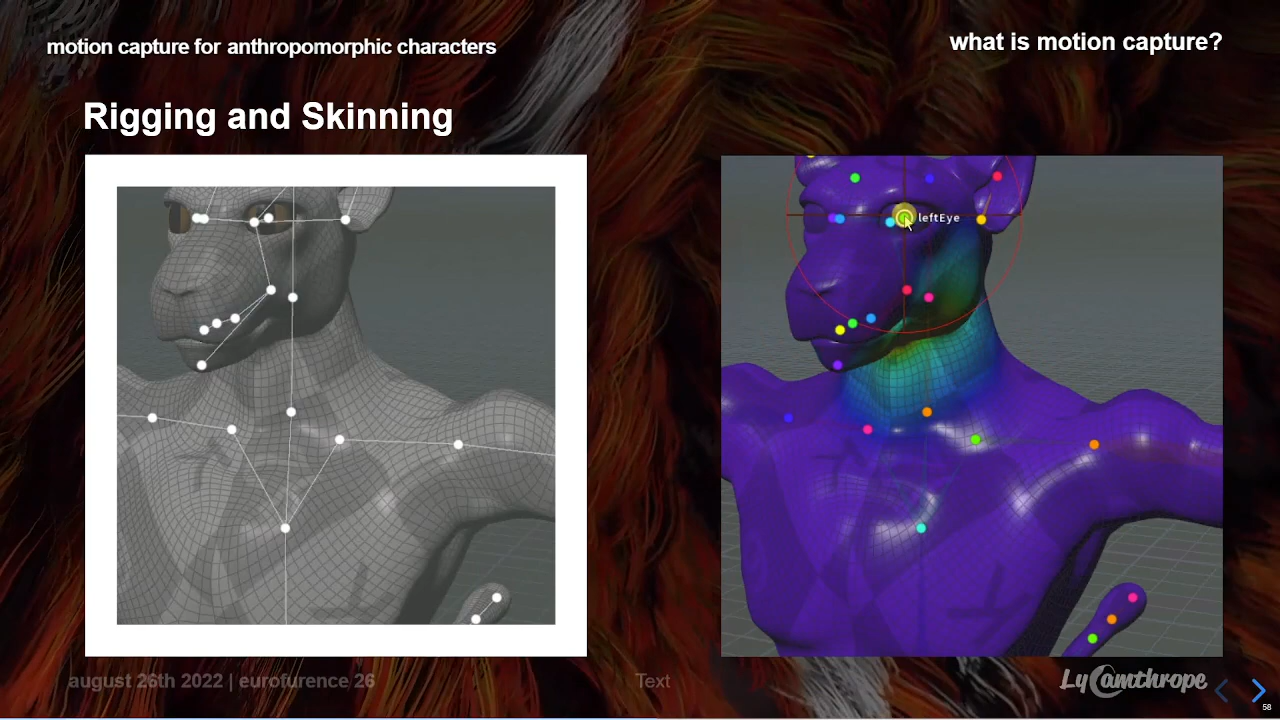 motion capture for anthropomorphic characters
what is motion capture?
Rigging and Skinning
leftEye
august 26th 2022 | eurofurence 26
Text
LyCamthrope
58